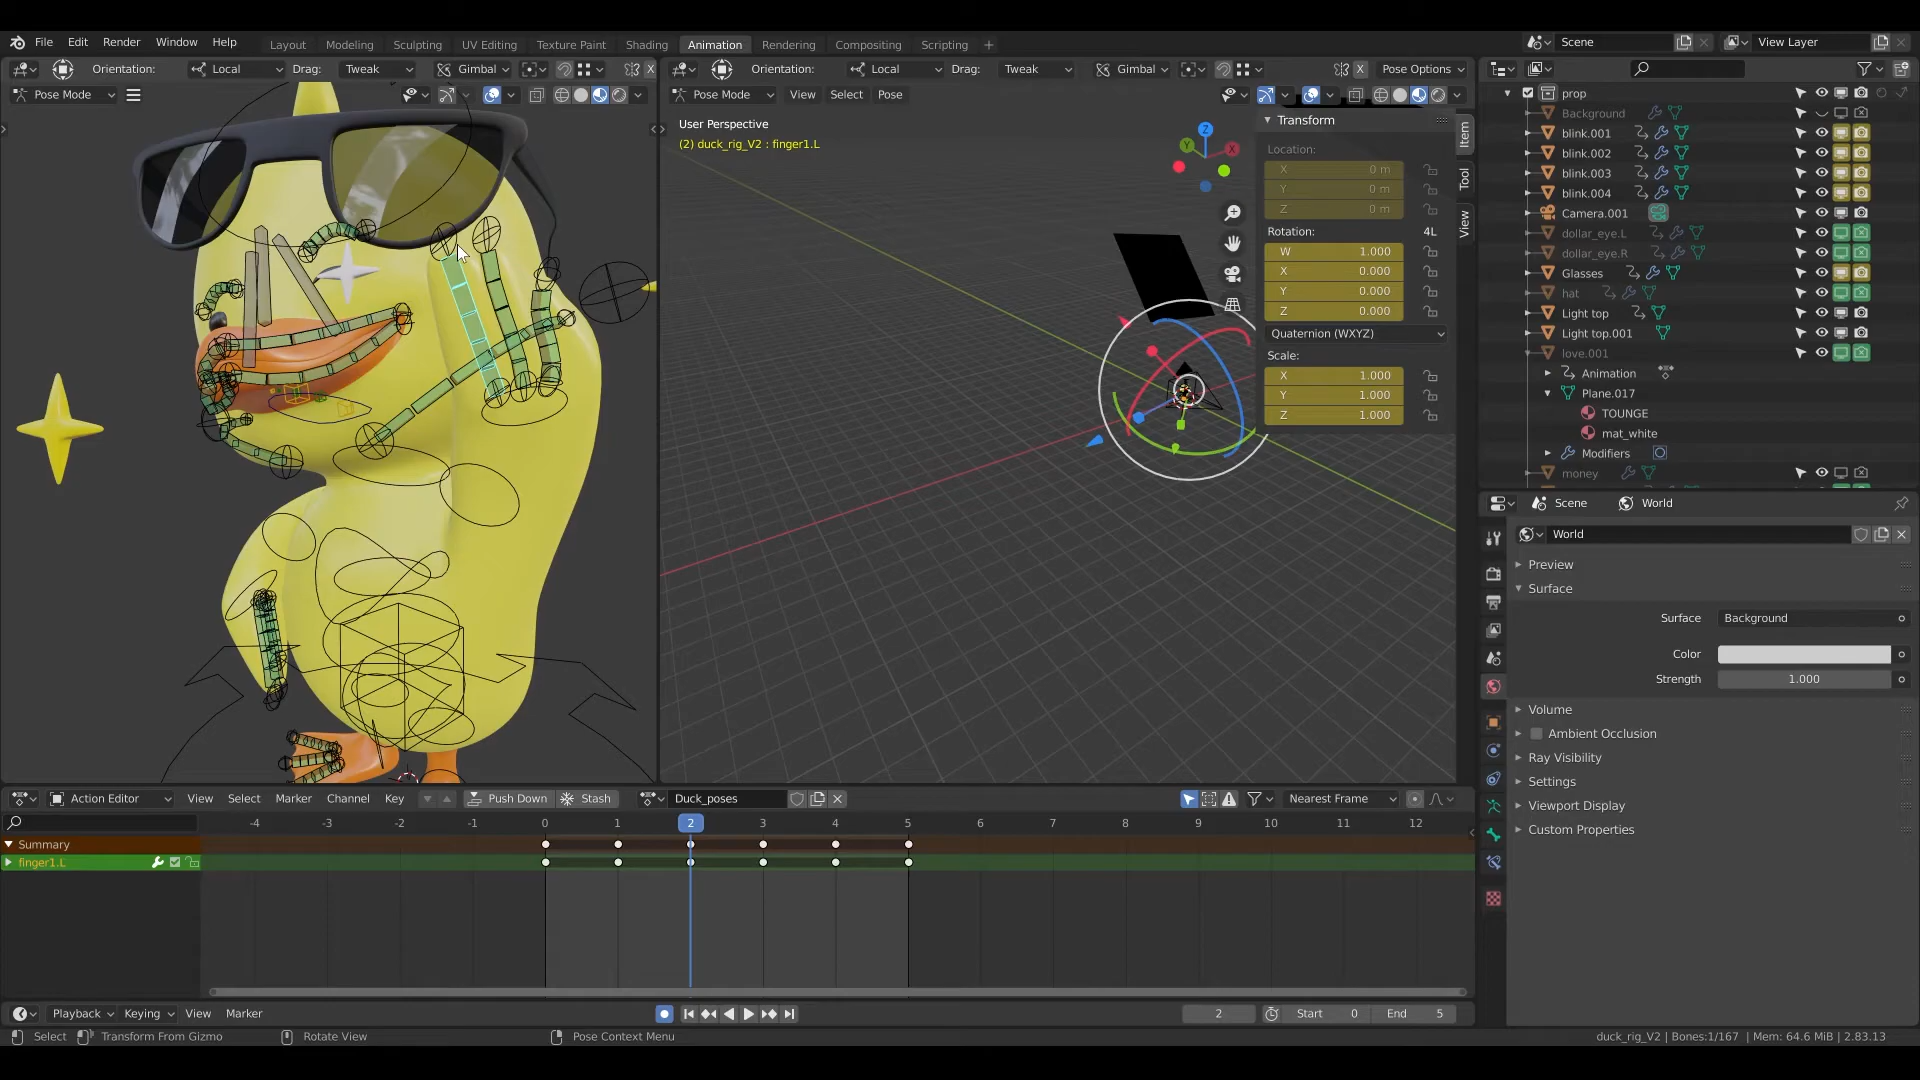 File Edit Render Window Help Layout Modeling Sculpting UV Editing Texture Paint Shading Animation Rendering Compositing Scripting + Scene View Layer
Orientation: Local Drag: Tweak Gimbal X
Orientation: Local Drag: Tweak Gimbal X Pose Options
Pose Mode
Pose Mode View Select Pose
User Perspective
(2) duck_rig_V2 : finger1.L
Z
Y
X
Transform
Location:
X 0 m
Y 0 m
Z 0 m
Rotation: 4L
W 1.000
X 0.000
Y 0.000
Z 0.000
Quaternion (WXYZ)
Scale:
X 1.000
Y 1.000
Z 1.000
Item
Tool
View
prop
Background
blink.001
blink.002
blink.003
blink.004
Camera.001
dollar_eye.L
dollar_eye.R
Glasses
hat
Light top
Light top.001
love.001
Animation
Plane.017
TOUNGE
mat_white
Modifiers
money
Scene World
World
Preview
Surface
Surface Background
Color
Strength 1.000
Volume
Ambient Occlusion
Ray Visibility
Settings
Viewport Display
Custom Properties
Action Editor View Select Marker Channel Key Push Down Stash Duck_poses Nearest Frame
-4 -3 -2 -1 0 1 2 3 4 5 6 7 8 9 10 11 12
Summary
finger1.L
Playback Keying View Marker 2 Start 0 End 5
Select Transform From Gizmo Rotate View Pose Context Menu duck_rig_V2 | Bones:1/167 | Mem: 64.6 MiB | 2.83.13